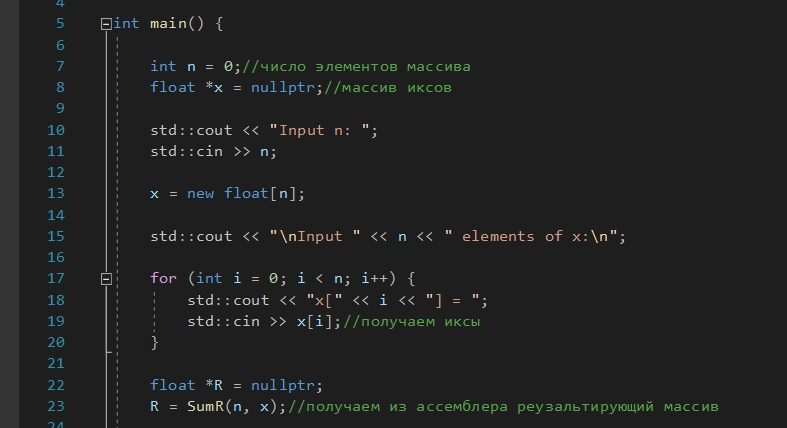 4
5 int main() {
6
7 int n = 0;//число элементов массива
8 float *x = nullptr;//массив иксов
9
10 std::cout << "Input n: ";
11 std::cin >> n;
12
13 x = new float[n];
14
15 std::cout << "\nInput " << n << " elements of x:\n";
16
17 for (int i = 0; i < n; i++) {
18 std::cout << "x[" << i << "] = ";
19 std::cin >> x[i];//получаем иксы
20 }
21
22 float *R = nullptr;
23 R = SumR(n, x);//получаем из ассемблера реузальтирующий массив
24